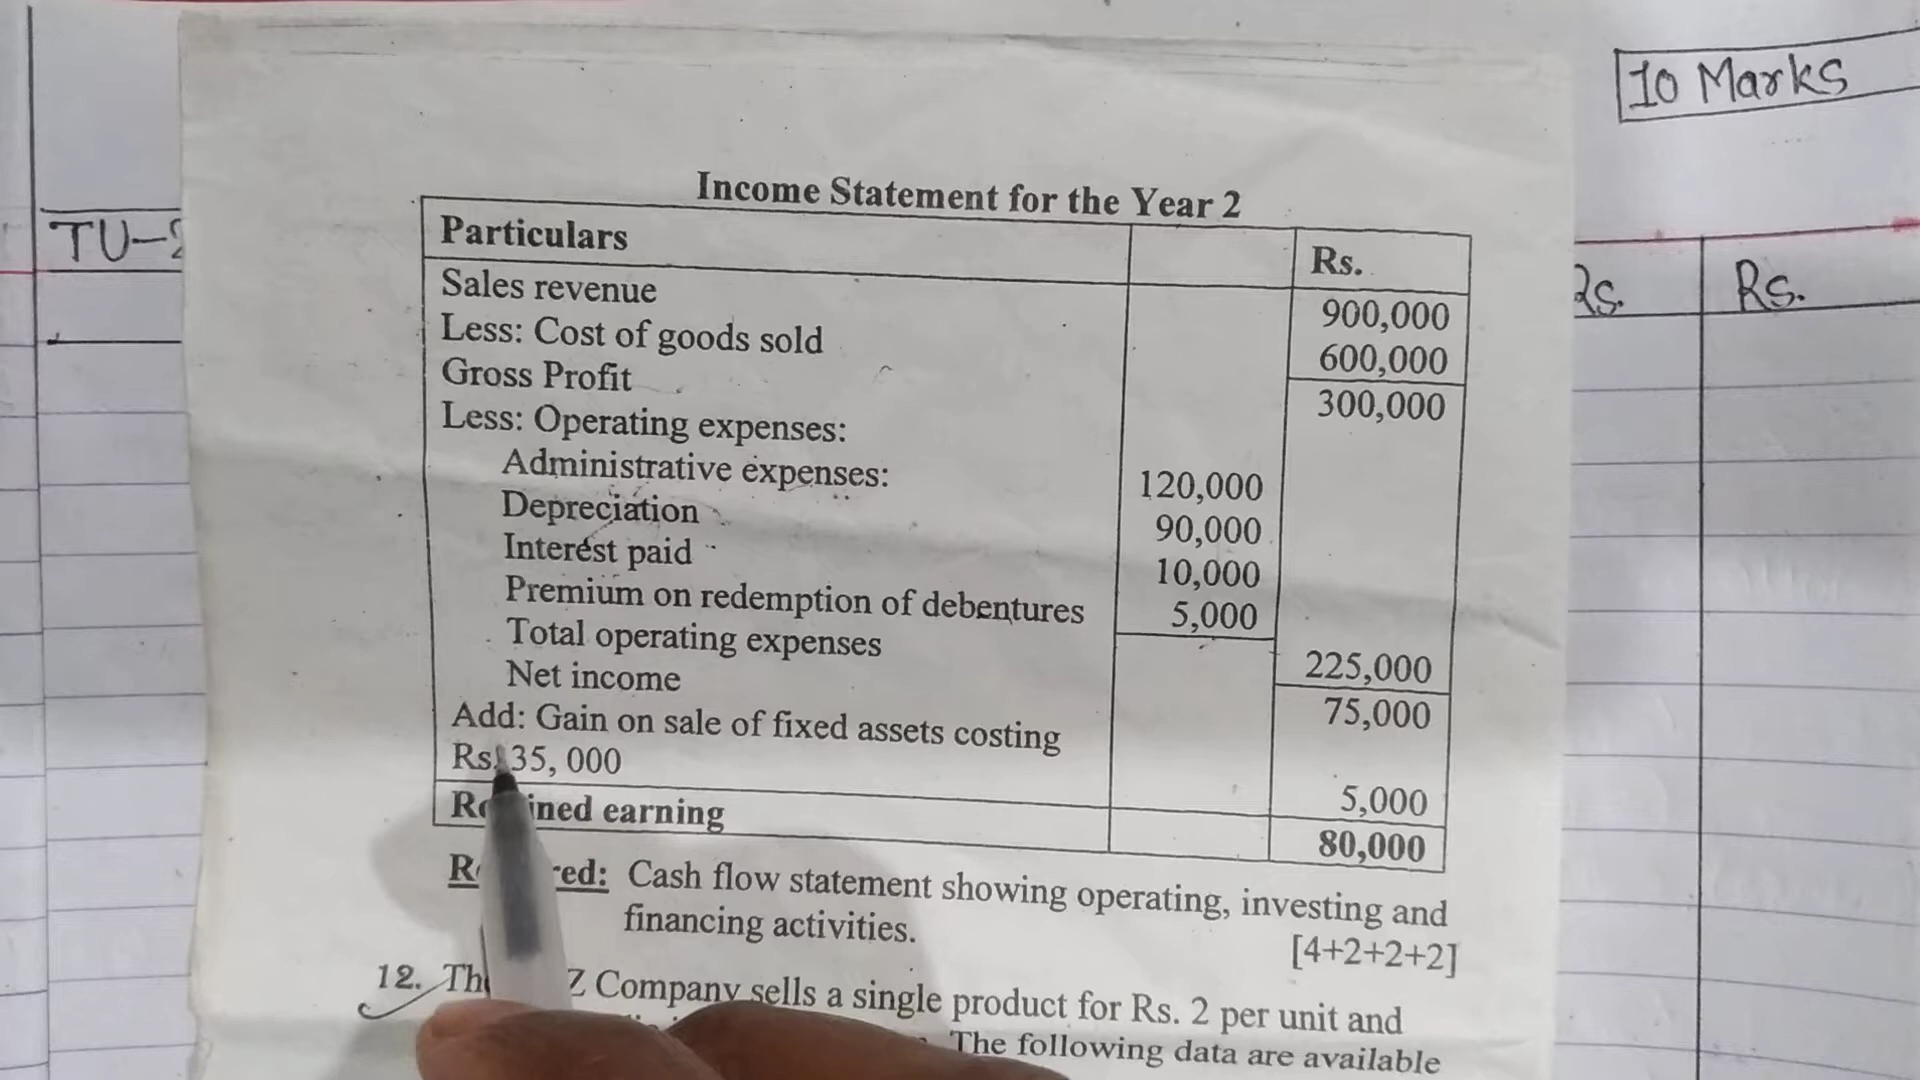 10 Marks
TU-
Rs.
Rs.
Income Statement for the Year 2
Particulars Rs.
Sales revenue 900,000
Less: Cost of goods sold 600,000
Gross Profit 300,000
Less: Operating expenses:
Administrative expenses: 120,000
Depreciation 90,000
Interest paid 10,000
Premium on redemption of debentures 5,000
Total operating expenses 225,000
Net income 75,000
Add: Gain on sale of fixed assets costing
Rs. 35, 000 5,000
ined earning 80,000
ed: Cash flow statement showing operating, investing and
financing activities.
[4+2+2+2]
12. Th Z Company sells a single product for Rs. 2 per unit and
The following data are available